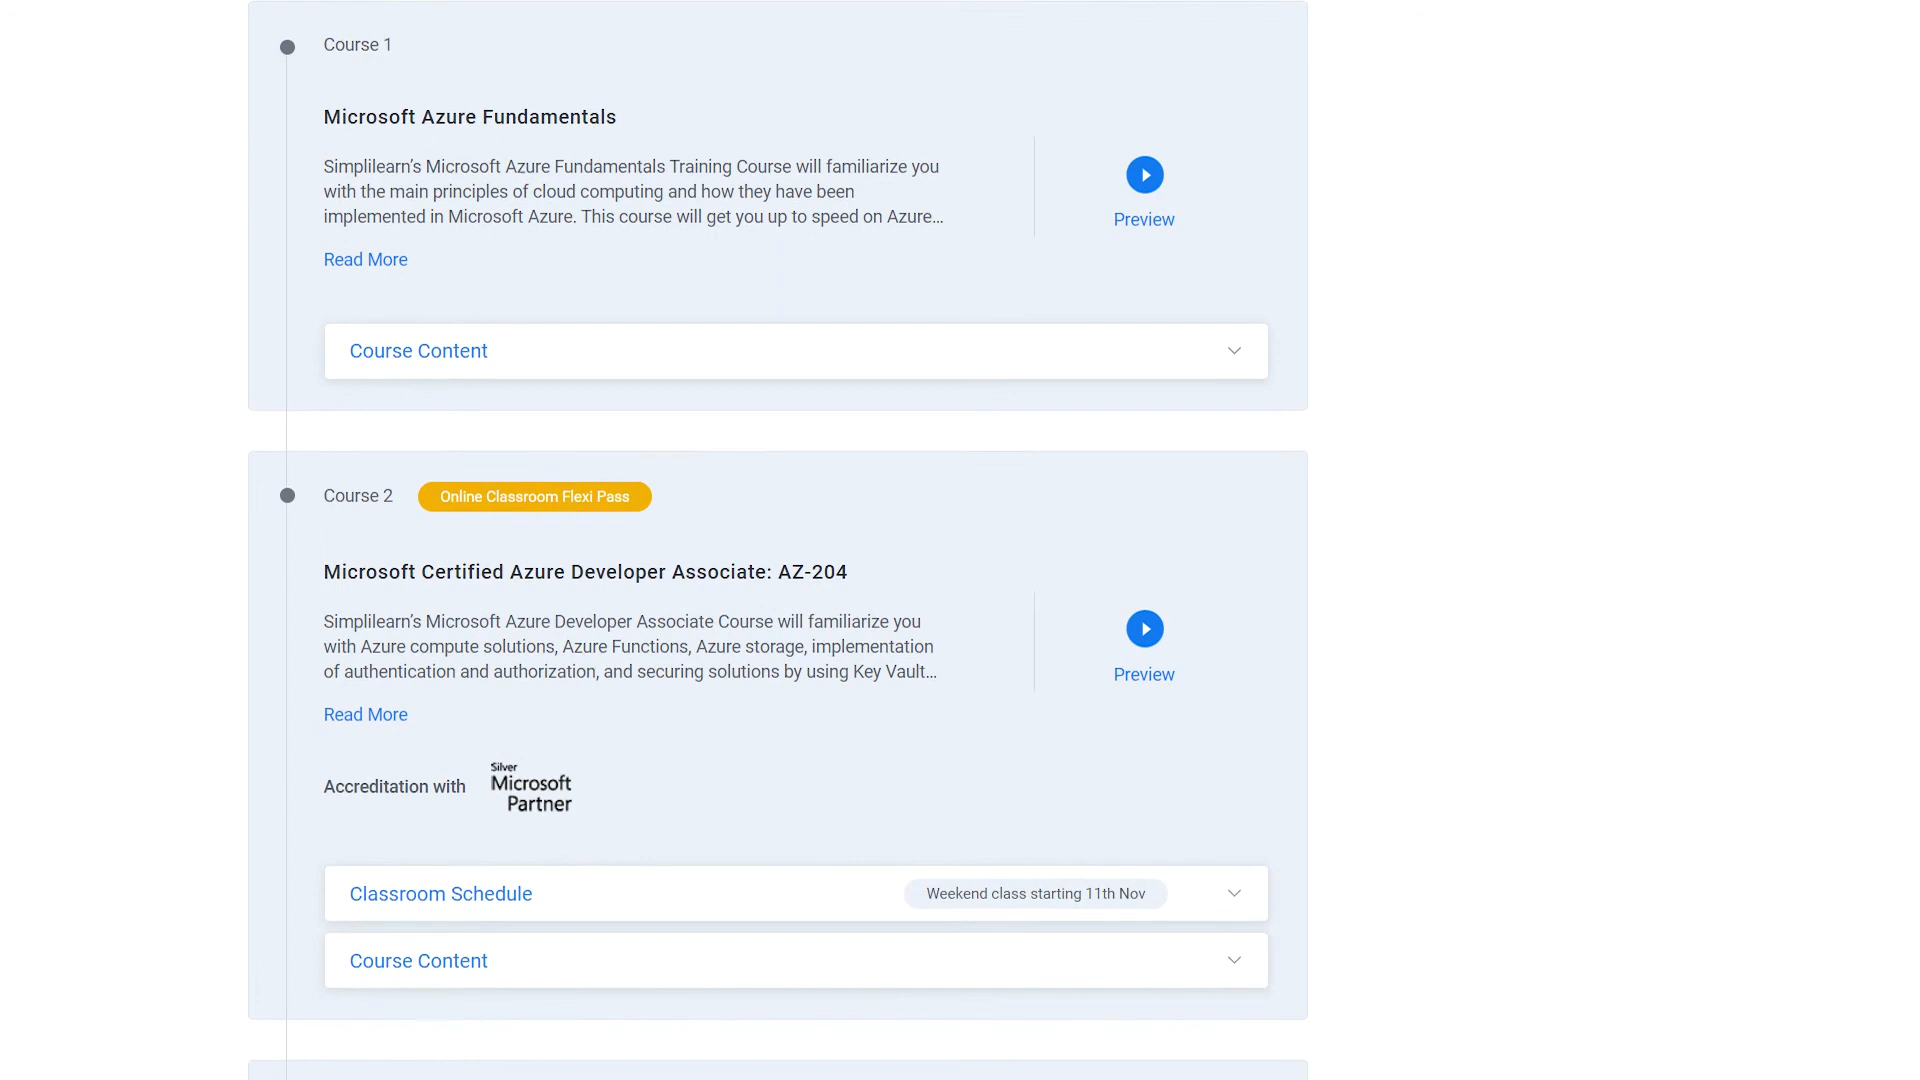 Course 1
Microsoft Azure Fundamentals
Simplilearn’s Microsoft Azure Fundamentals Training Course will familiarize you
with the main principles of cloud computing and how they have been
implemented in Microsoft Azure. This course will get you up to speed on Azure...
Preview
Read More
Course Content
Course 2
Online Classroom Flexi Pass
Microsoft Certified Azure Developer Associate: AZ-204
Simplilearn’s Microsoft Azure Developer Associate Course will familiarize you
with Azure compute solutions, Azure Functions, Azure storage, implementation
of authentication and authorization, and securing solutions by using Key Vault...
Preview
Read More
Accreditation with
Silver
Microsoft
Partner
Classroom Schedule
Weekend class starting 11th Nov
Course Content